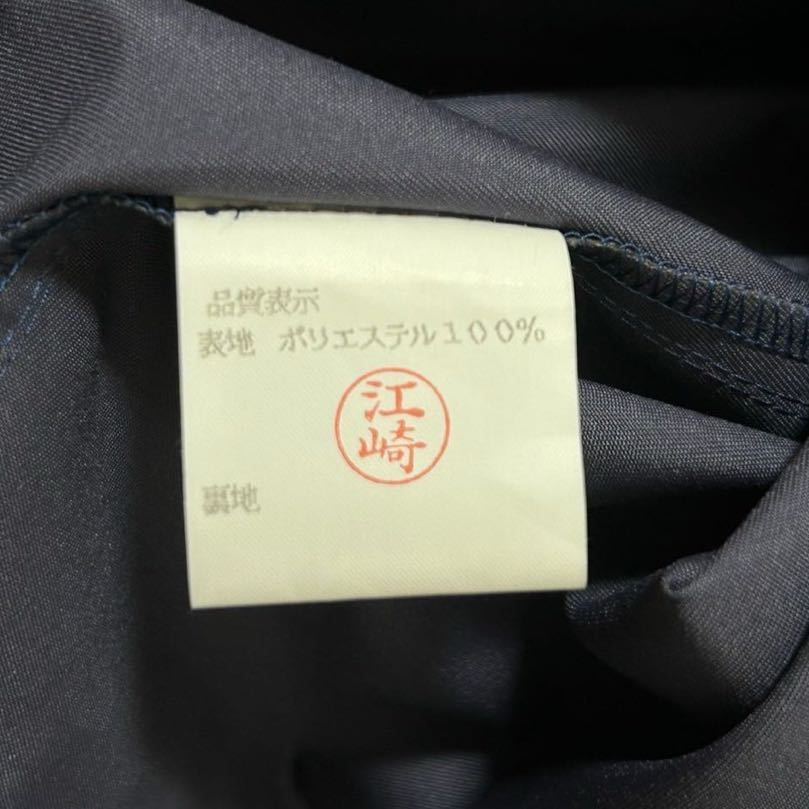 品質表示
表地 ポリエステル100%
江
崎
裏地